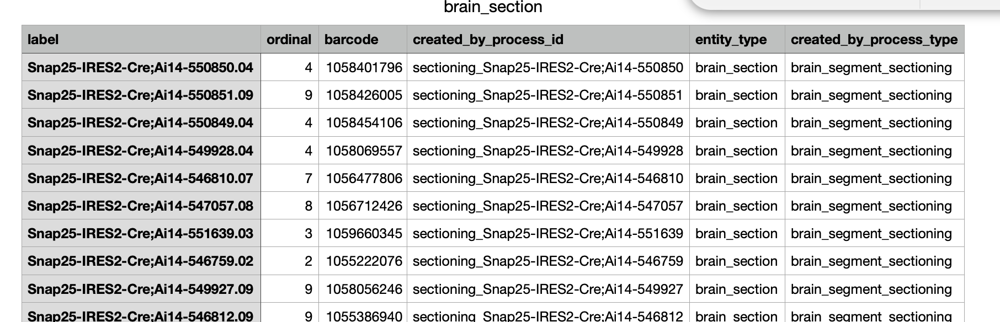 brain_section
label ordinal barcode created_by_process_id entity_type created_by_process_type
Snap25-IRES2-Cre;Ai14-550850.04 4 1058401796 sectioning_Snap25-IRES2-Cre;Ai14-550850 brain_section brain_segment_sectioning
Snap25-IRES2-Cre;Ai14-550851.09 9 1058426005 sectioning_Snap25-IRES2-Cre;Ai14-550851 brain_section brain_segment_sectioning
Snap25-IRES2-Cre;Ai14-550849.04 4 1058454106 sectioning_Snap25-IRES2-Cre;Ai14-550849 brain_section brain_segment_sectioning
Snap25-IRES2-Cre;Ai14-549928.04 4 1058069557 sectioning_Snap25-IRES2-Cre;Ai14-549928 brain_section brain_segment_sectioning
Snap25-IRES2-Cre;Ai14-546810.07 7 1056477806 sectioning_Snap25-IRES2-Cre;Ai14-546810 brain_section brain_segment_sectioning
Snap25-IRES2-Cre;Ai14-547057.08 8 1056712426 sectioning_Snap25-IRES2-Cre;Ai14-547057 brain_section brain_segment_sectioning
Snap25-IRES2-Cre;Ai14-551639.03 3 1059660345 sectioning_Snap25-IRES2-Cre;Ai14-551639 brain_section brain_segment_sectioning
Snap25-IRES2-Cre;Ai14-546759.02 2 1055222076 sectioning_Snap25-IRES2-Cre;Ai14-546759 brain_section brain_segment_sectioning
Snap25-IRES2-Cre;Ai14-549927.09 9 1058056246 sectioning_Snap25-IRES2-Cre;Ai14-549927 brain_section brain_segment_sectioning
Snap25-IRES2-Cre;Ai14-546812.09 9 1055386940 sectioning_Snap25-IRES2-Cre;Ai14-546812 brain_section brain_segment_sectioning